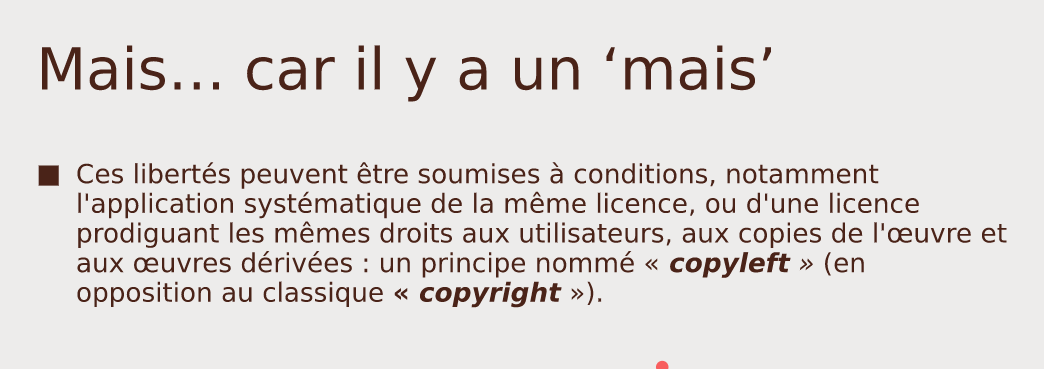 Mais… car il y a un ‘mais’
Ces libertés peuvent être soumises à conditions, notamment
l'application systématique de la même licence, ou d'une licence
prodiguant les mêmes droits aux utilisateurs, aux copies de l'œuvre et
aux œuvres dérivées : un principe nommé « copyleft » (en
opposition au classique « copyright »).